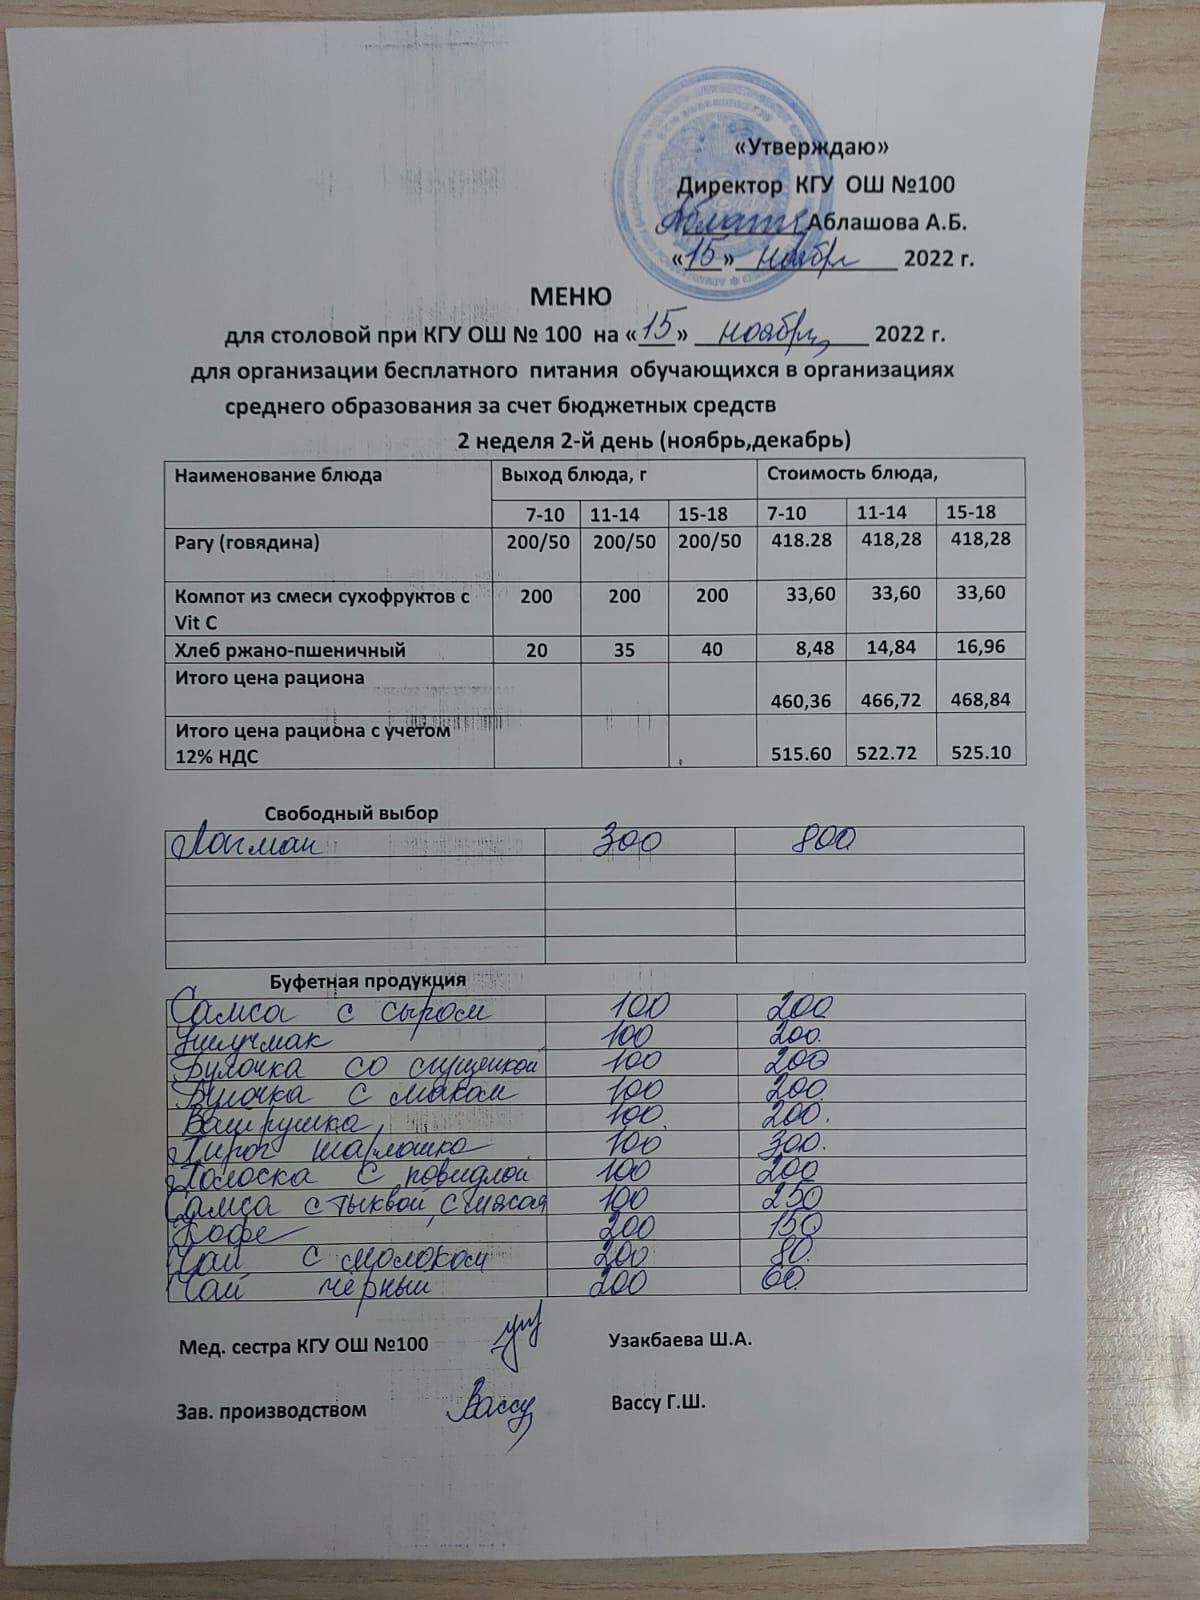 «Утверждаю»
Директор КГУ ОШ №100
Аблашова А.Б.
«15» ноября 2022 г.
МЕНЮ
для столовой при КГУ ОШ № 100 на «15» ноября 2022 г.
для организации бесплатного питания обучающихся в организациях
среднего образования за счет бюджетных средств
2 неделя 2-й день (ноябрь,декабрь)
Наименование блюда Выход блюда, г Стоимость блюда,
7-10 11-14 15-18 7-10 11-14 15-18
Рагу (говядина) 200/50 200/50 200/50 418.28 418,28 418,28
Компот из смеси сухофруктов с 200 200 200 33,60 33,60 33,60
Vit C
Хлеб ржано-пшеничный 20 35 40 8,48 14,84 16,96
Итого цена рациона
460,36 466,72 468,84
Итого цена рациона с учетом
12% НДС 515.60 522.72 525.10
Свободный выбор
Лагман 300 800
Буфетная продукция
Самса с сыром 100 200
Учпучмак 100 200.
Булочка со сгущенкой 100 200
Булочка с маком 100 200.
Ватрушка 100. 200.
Пирог шарлотка 100 300.
Полоска с повидлой 100 200
Самса с тыквой, с мясом 100 250
Кофе 200 150
Чай с молоком 200 80.
Чай чёрный 200 60.
Мед. сестра КГУ ОШ №100 Узакбаева Ш.А.
Зав. производством Вассу Вассу Г.Ш.